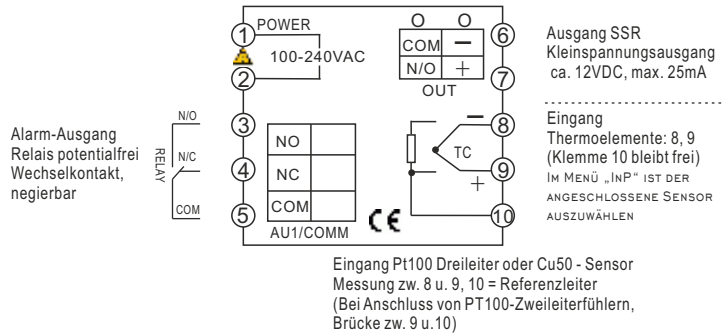 1
POWER
100-240VAC
2
3
NO
4
NC
5
COM
AU1/COMM
O O
COM —
N/O +
OUT
6
7
8
—
TC
9
+
10
CE
Ausgang SSR
Kleinspannungsausgang
ca. 12VDC, max. 25mA
Eingang
Thermoelemente: 8, 9
(Klemme 10 bleibt frei)
IM MENÜ „INP“ IST DER
ANGESCHLOSSENE SENSOR
AUSZUWÄHLEN
Alarm-Ausgang
Relais potentialfrei
Wechselkontakt,
negierbar
RELAY
N/O
N/C
COM
Eingang Pt100 Dreileiter oder Cu50 - Sensor
Messung zw. 8 u. 9, 10 = Referenzleiter
(Bei Anschluss von PT100-Zweileiterfühlern,
Brücke zw. 9 u.10)